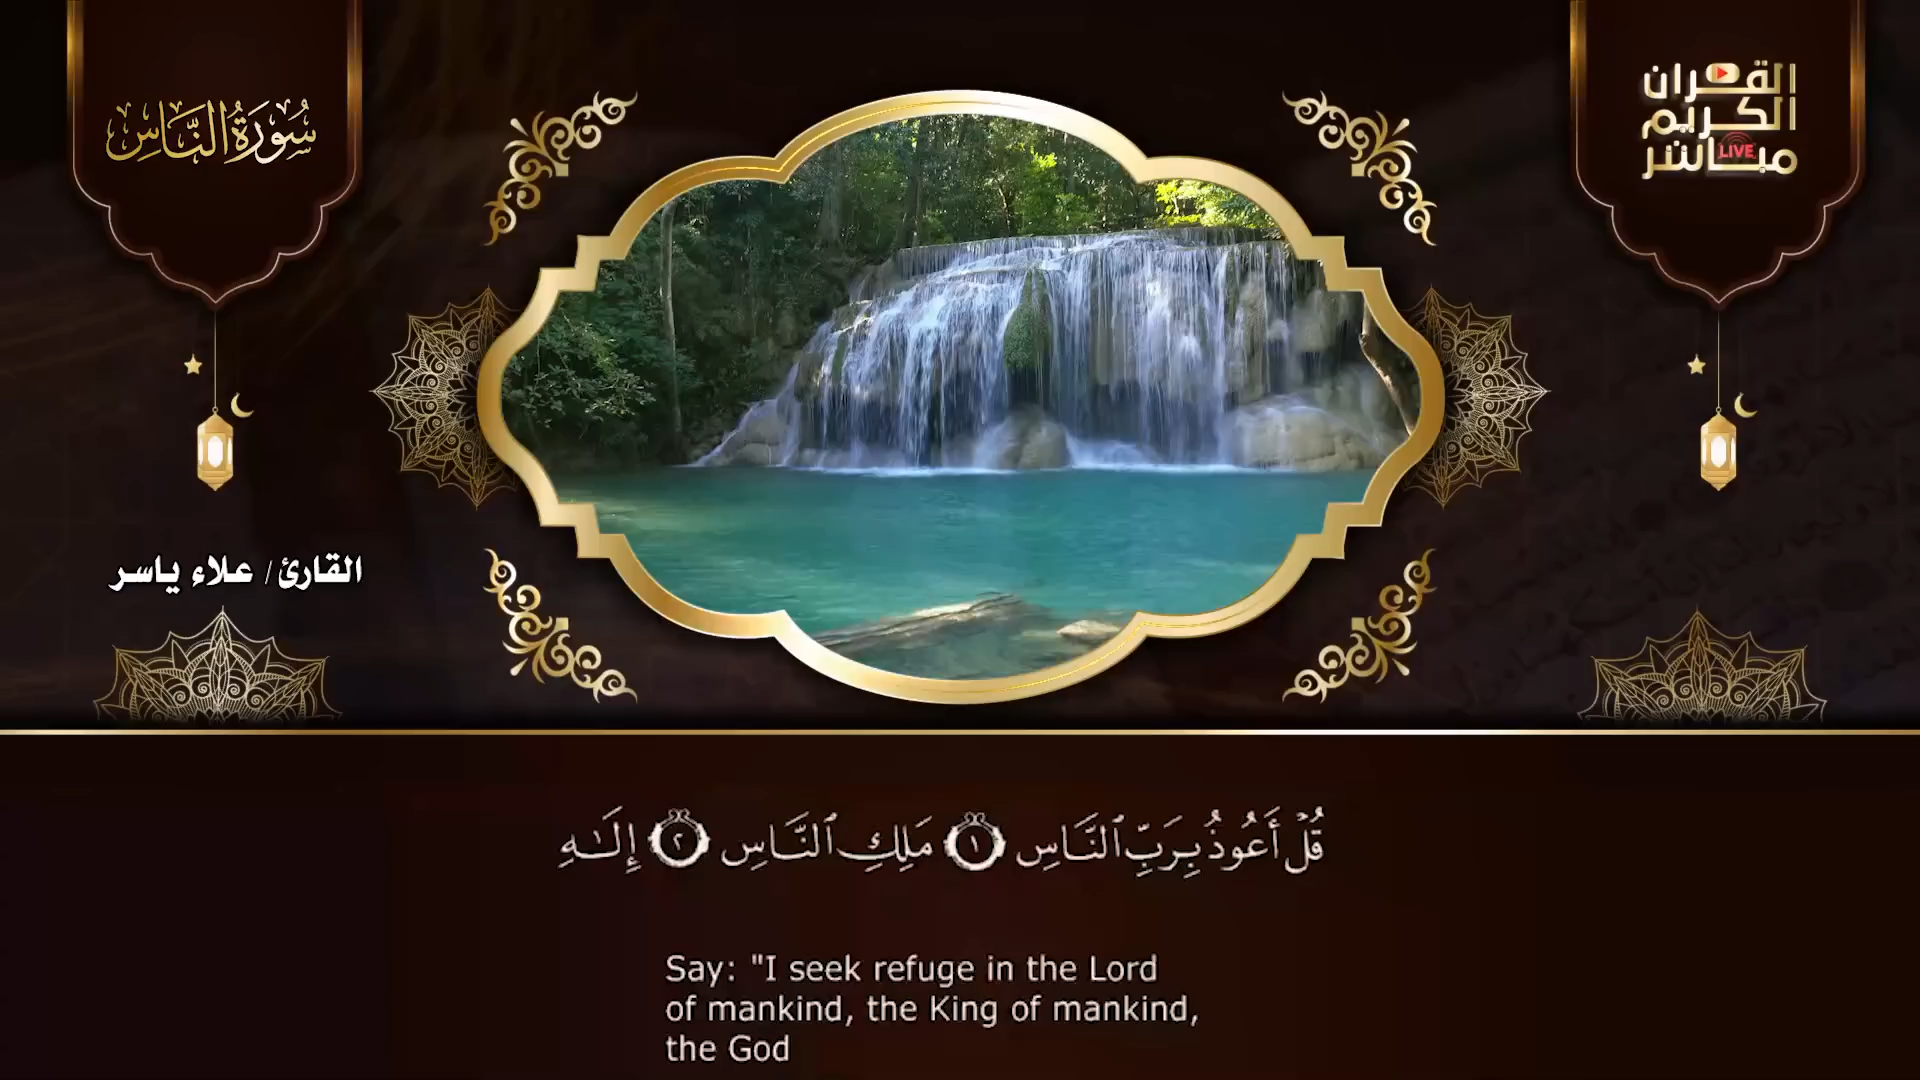 سُورَةُ النَّاسِ
القرآن
الكريم
مباشر
LIVE
القارئ / علاء ياسر
قُلْ أَعُوذُ بِرَبِّ ٱلنَّاسِ ١ مَلِكِ ٱلنَّاسِ ٢ إِلَٰهِ
Say: "I seek refuge in the Lord
of mankind, the King of mankind,
the God